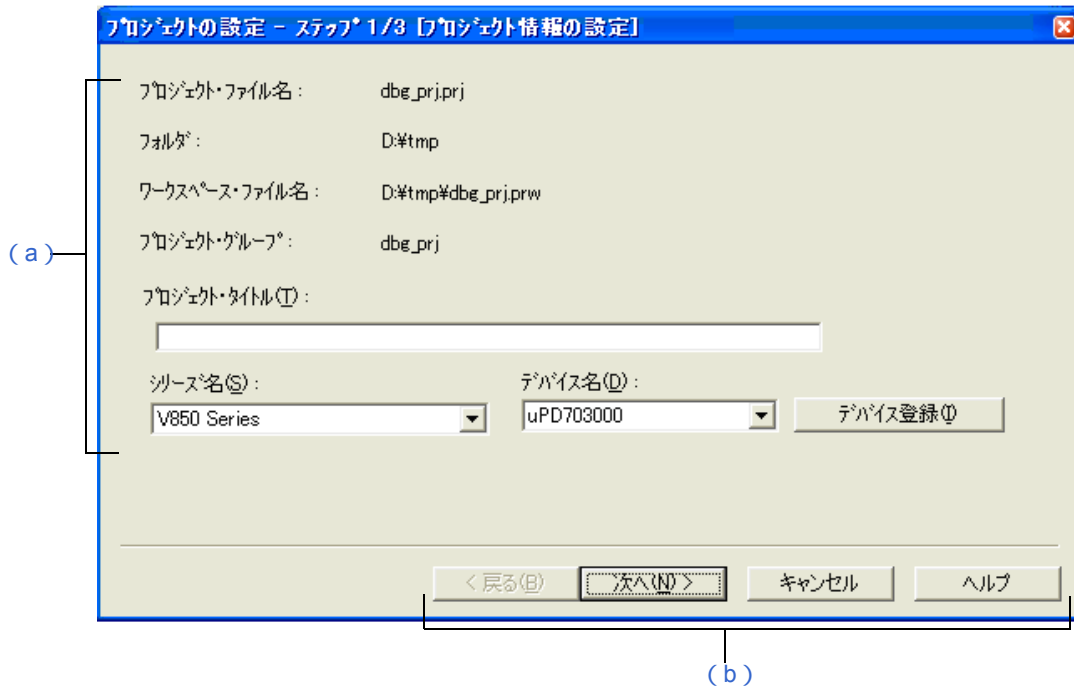 プロジェクトの設定 - ステップ 1/3 [プロジェクト情報の設定]
プロジェクト・ファイル名： dbg_prj.prj
フォルダ： D:¥tmp
ワークスペース・ファイル名： D:¥tmp¥dbg_prj.prw
プロジェクト・グループ： dbg_prj
(a)
プロジェクト・タイトル(T)：
シリーズ名(S)： デバイス名(D)：
V850 Series uPD703000 デバイス登録(I)
< 戻る(B) 次へ(N) > キャンセル ヘルプ
(b)